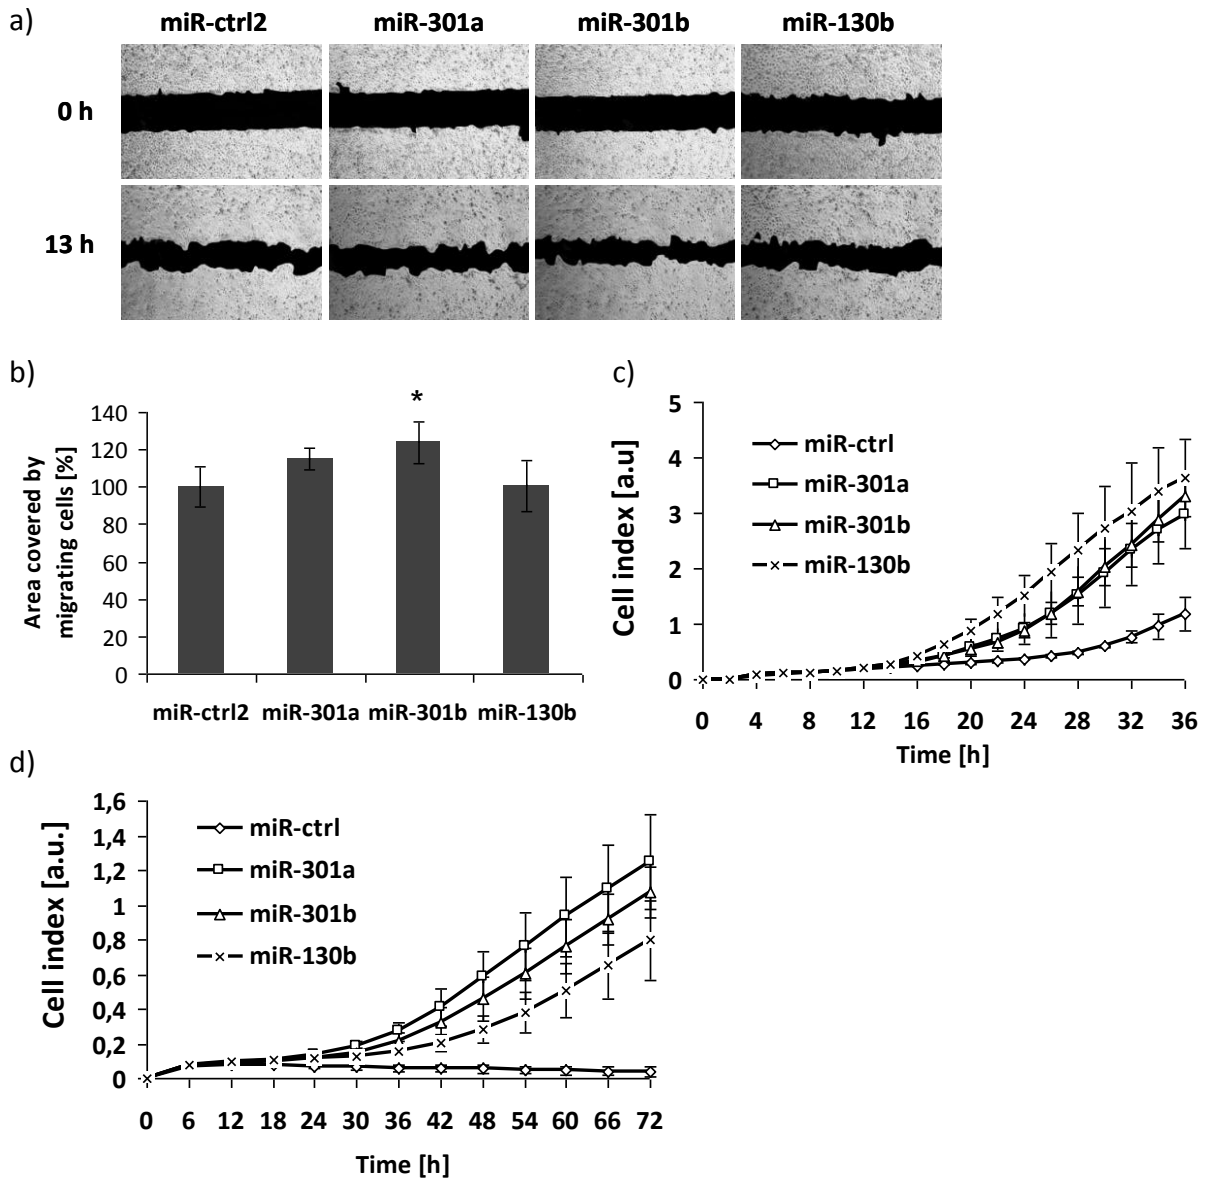 a)
miR-ctrl2 miR-301a miR-301b miR-130b
0 h
13 h
b)
*
Area covered by
migrating cells [%]
140
120
100
80
60
40
20
0
miR-ctrl2 miR-301a miR-301b miR-130b
c)
Cell index [a.u]
5
4
3
2
1
0
miR-ctrl
miR-301a
miR-301b
miR-130b
0 4 8 12 16 20 24 28 32 36
Time [h]
d)
Cell index [a.u.]
1,6
1,4
1,2
1
0,8
0,6
0,4
0,2
0
miR-ctrl
miR-301a
miR-301b
miR-130b
0 6 12 18 24 30 36 42 48 54 60 66 72
Time [h]